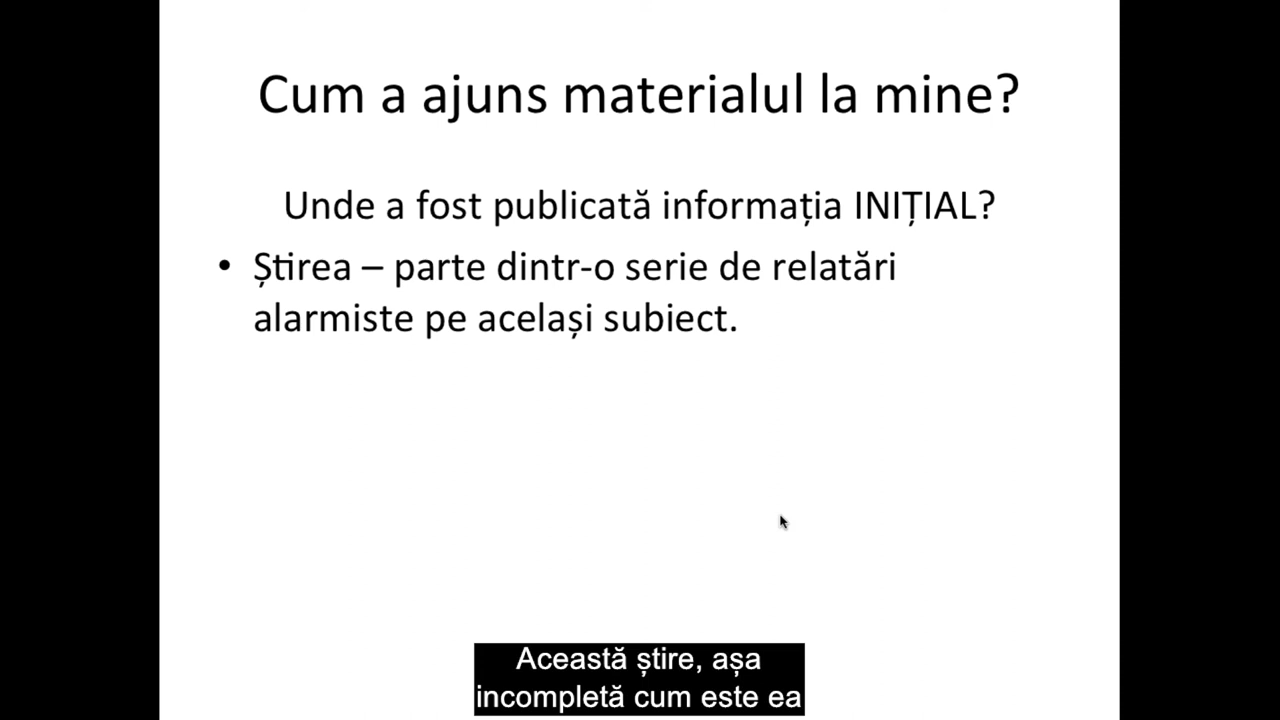 Cum a ajuns materialul la mine?
Unde a fost publicată informația INIȚIAL?
• Știrea – parte dintr-o serie de relatări
alarmiste pe același subiect.
Această știre, așa
incompletă cum este ea